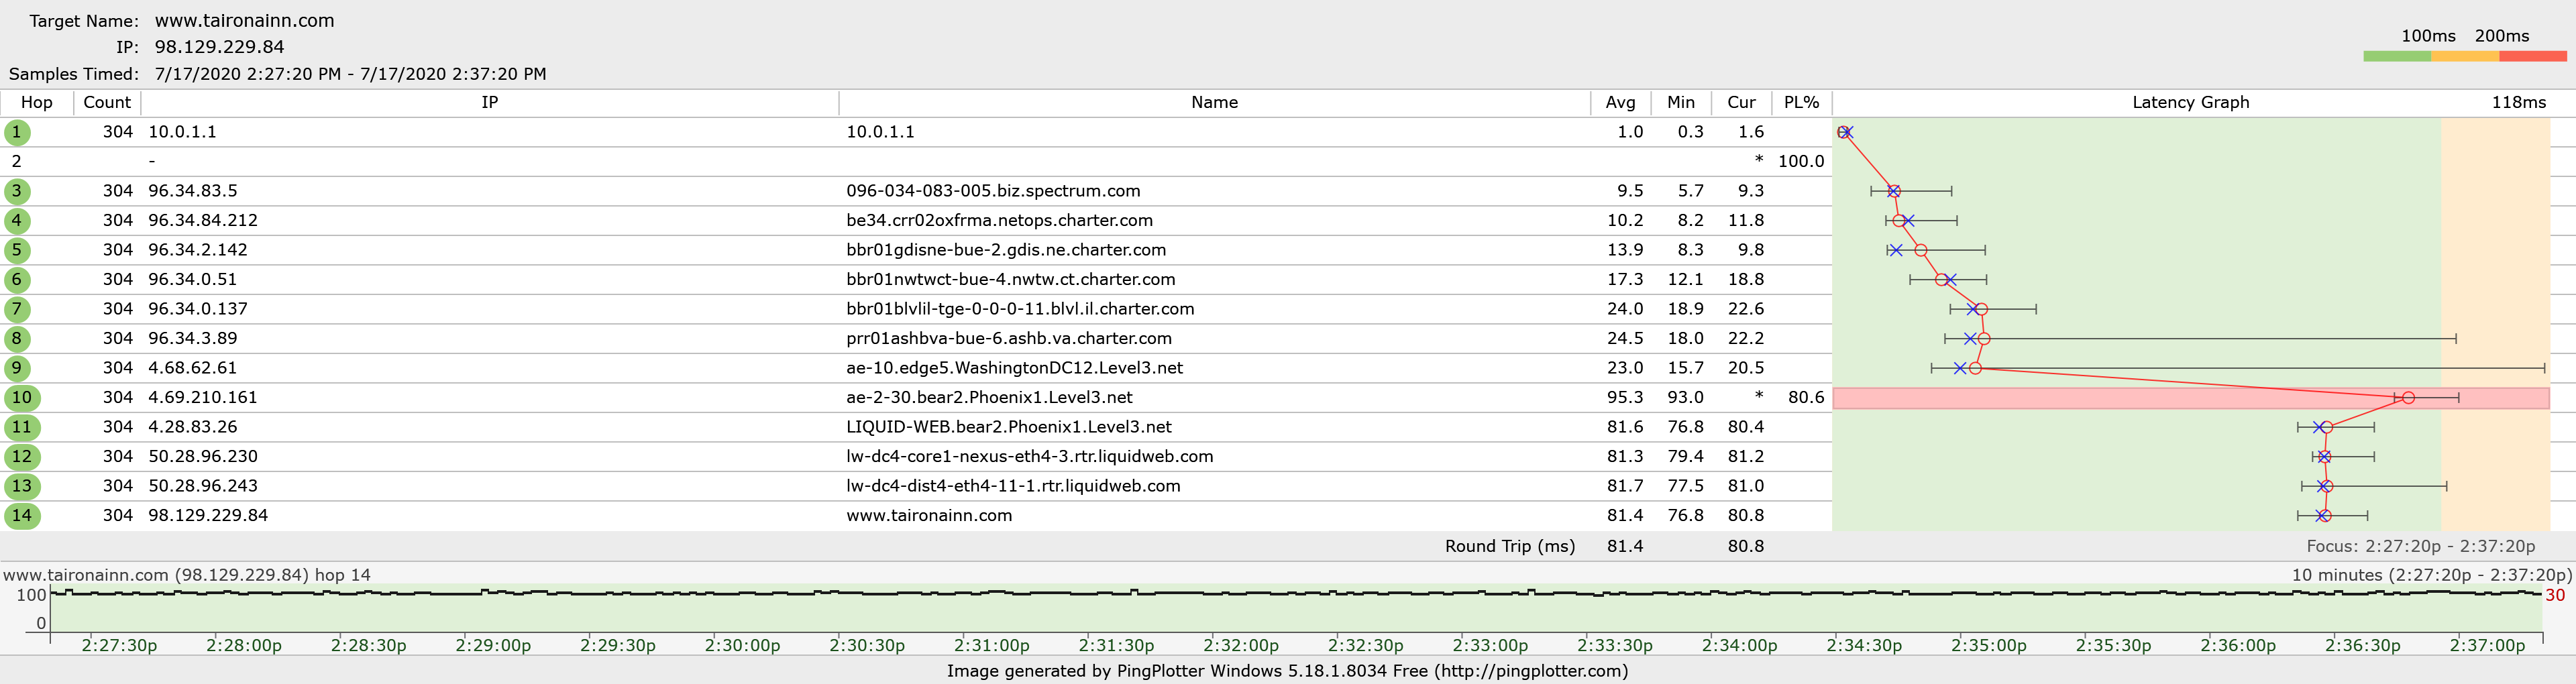 Target Name: www.taironainn.com
IP: 98.129.229.84
Samples Timed: 7/17/2020 2:27:20 PM - 7/17/2020 2:37:20 PM
100ms 200ms
Hop Count IP Name Avg Min Cur PL% Latency Graph 118ms
1 304 10.0.1.1 10.0.1.1 1.0 0.3 1.6
2 - * 100.0
3 304 96.34.83.5 096-034-083-005.biz.spectrum.com 9.5 5.7 9.3
4 304 96.34.84.212 be34.crr02oxfrma.netops.charter.com 10.2 8.2 11.8
5 304 96.34.2.142 bbr01gdisne-bue-2.gdis.ne.charter.com 13.9 8.3 9.8
6 304 96.34.0.51 bbr01nwtwct-bue-4.nwtw.ct.charter.com 17.3 12.1 18.8
7 304 96.34.0.137 bbr01blvlil-tge-0-0-0-11.blvl.il.charter.com 24.0 18.9 22.6
8 304 96.34.3.89 prr01ashbva-bue-6.ashb.va.charter.com 24.5 18.0 22.2
9 304 4.68.62.61 ae-10.edge5.WashingtonDC12.Level3.net 23.0 15.7 20.5
10 304 4.69.210.161 ae-2-30.bear2.Phoenix1.Level3.net 95.3 93.0 * 80.6
11 304 4.28.83.26 LIQUID-WEB.bear2.Phoenix1.Level3.net 81.6 76.8 80.4
12 304 50.28.96.230 lw-dc4-core1-nexus-eth4-3.rtr.liquidweb.com 81.3 79.4 81.2
13 304 50.28.96.243 lw-dc4-dist4-eth4-11-1.rtr.liquidweb.com 81.7 77.5 81.0
14 304 98.129.229.84 www.taironainn.com 81.4 76.8 80.8
Round Trip (ms) 81.4 80.8 Focus: 2:27:20p - 2:37:20p
www.taironainn.com (98.129.229.84) hop 14 10 minutes (2:27:20p - 2:37:20p)
100 30
0
2:27:30p 2:28:00p 2:28:30p 2:29:00p 2:29:30p 2:30:00p 2:30:30p 2:31:00p 2:31:30p 2:32:00p 2:32:30p 2:33:00p 2:33:30p 2:34:00p 2:34:30p 2:35:00p 2:35:30p 2:36:00p 2:36:30p 2:37:00p
Image generated by PingPlotter Windows 5.18.1.8034 Free (http://pingplotter.com)